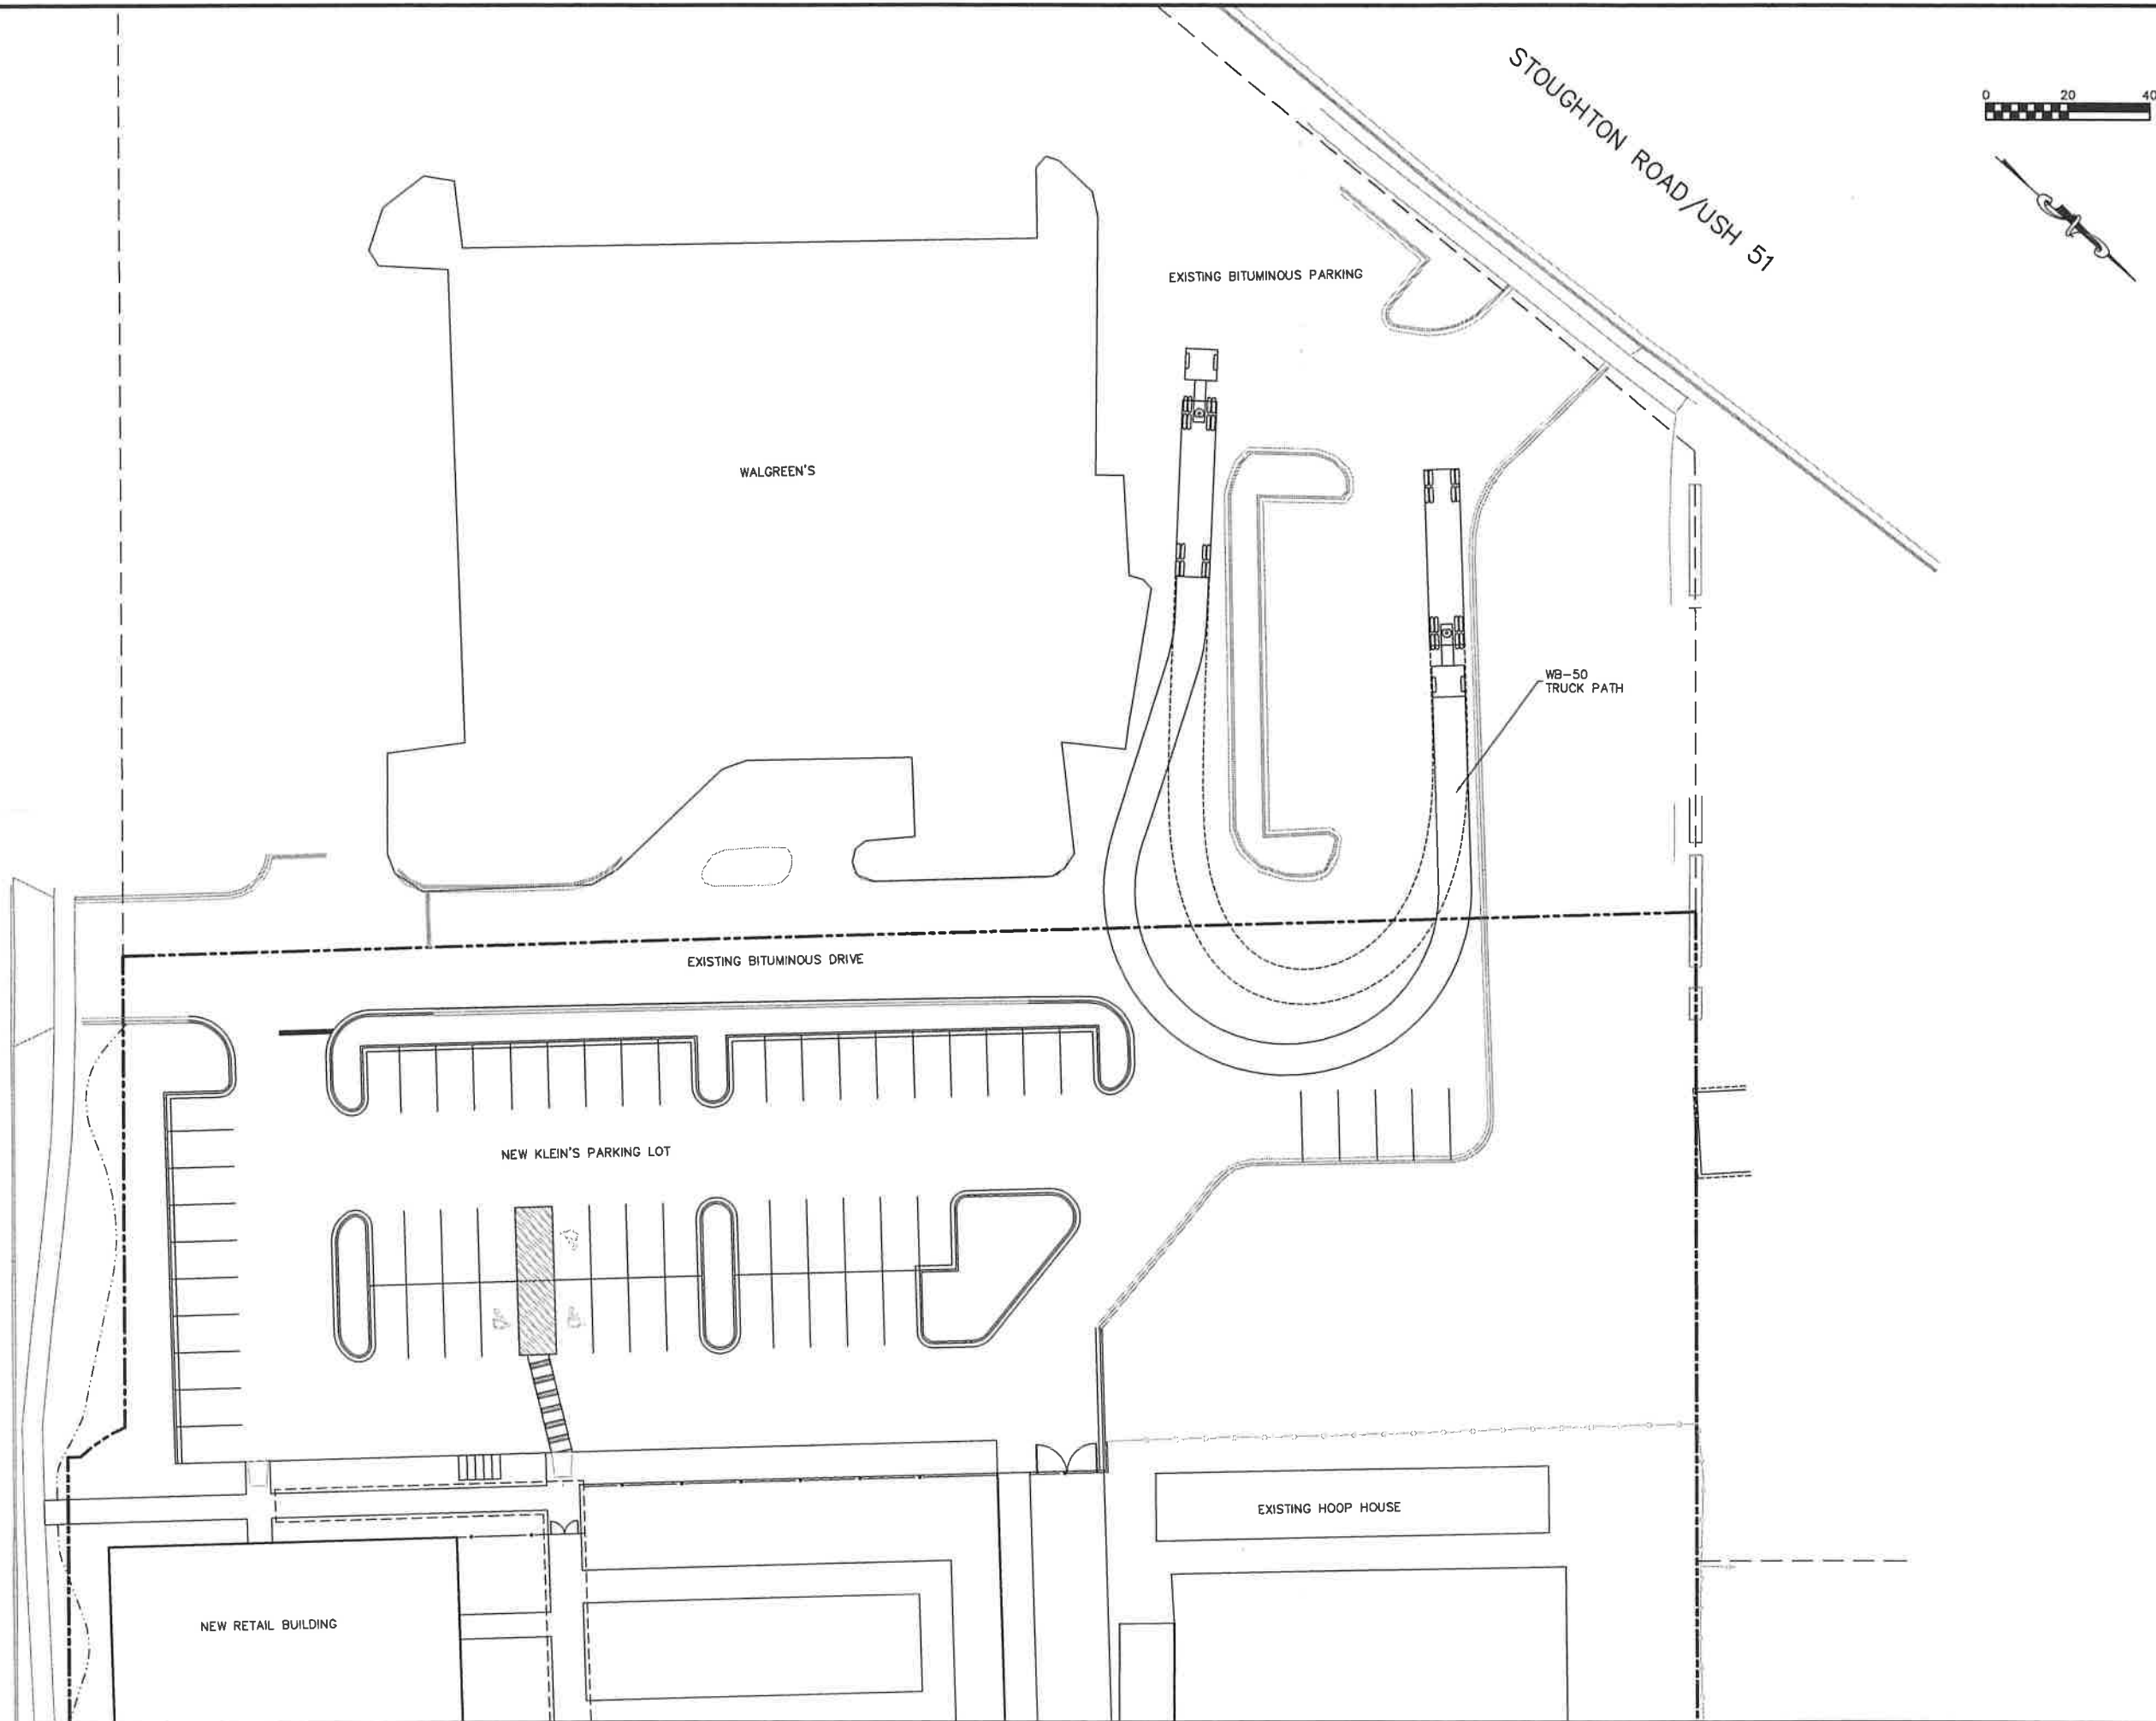 STOUGHTON ROAD/USH 51
0 20 40
EXISTING BITUMINOUS PARKING
WALGREEN'S
WB-50
TRUCK PATH
EXISTING BITUMINOUS DRIVE
NEW KLEIN'S PARKING LOT
EXISTING HOOP HOUSE
NEW RETAIL BUILDING